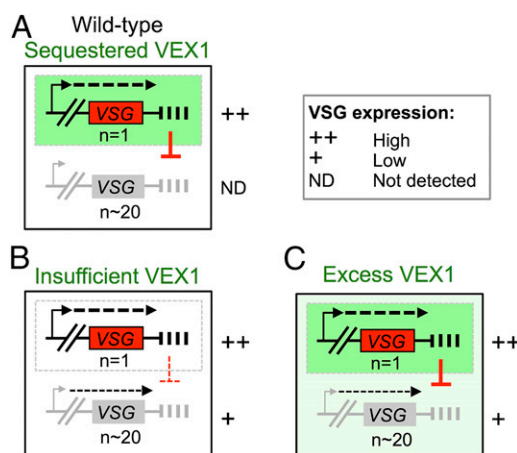 A
Wild-type
Sequestered VEX1
VSG
n=1
++
VSG
n~20
ND
VSG expression:
++ High
+ Low
ND Not detected
B
Insufficient VEX1
VSG
n=1
++
VSG
n~20
+
C
Excess VEX1
VSG
n=1
++
VSG
n~20
+